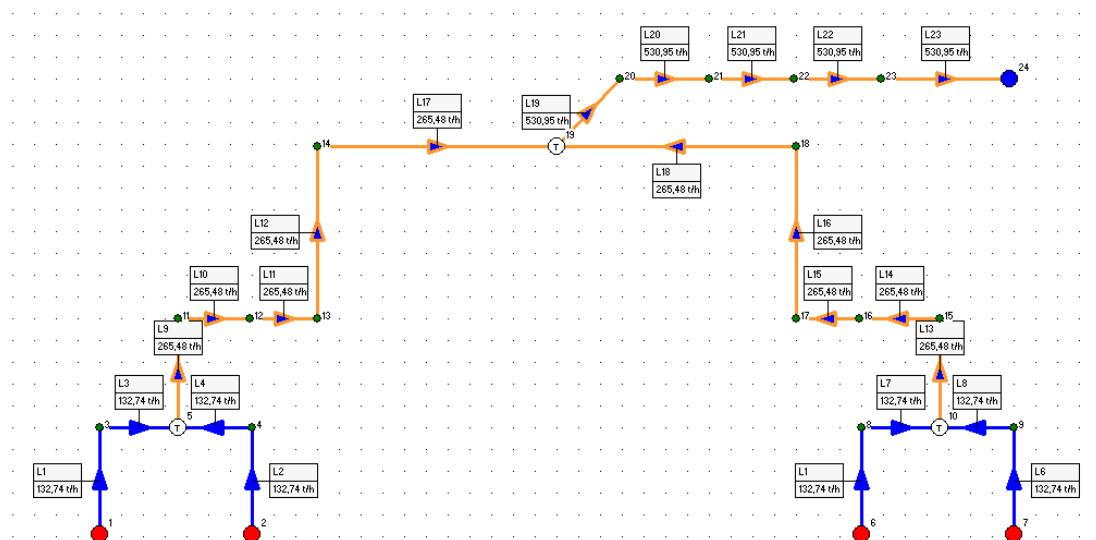 L20
530,95 t/h
L21
530,95 t/h
L22
530,95 t/h
L23
530,95 t/h
20
21
22
23
24
L17
265,48 t/h
L19
530,95 t/h
19
14
18
L18
265,48 t/h
L12
265,48 t/h
L16
265,48 t/h
L10
265,48 t/h
L11
265,48 t/h
L15
265,48 t/h
L14
265,48 t/h
11
12
13
17
16
15
L9
265,48 t/h
L13
265,48 t/h
L3
132,74 t/h
L4
132,74 t/h
L7
132,74 t/h
L8
132,74 t/h
3
T
5
4
8
T
10
9
T
L1
132,74 t/h
L2
132,74 t/h
L1
132,74 t/h
L6
132,74 t/h
1
2
6
7